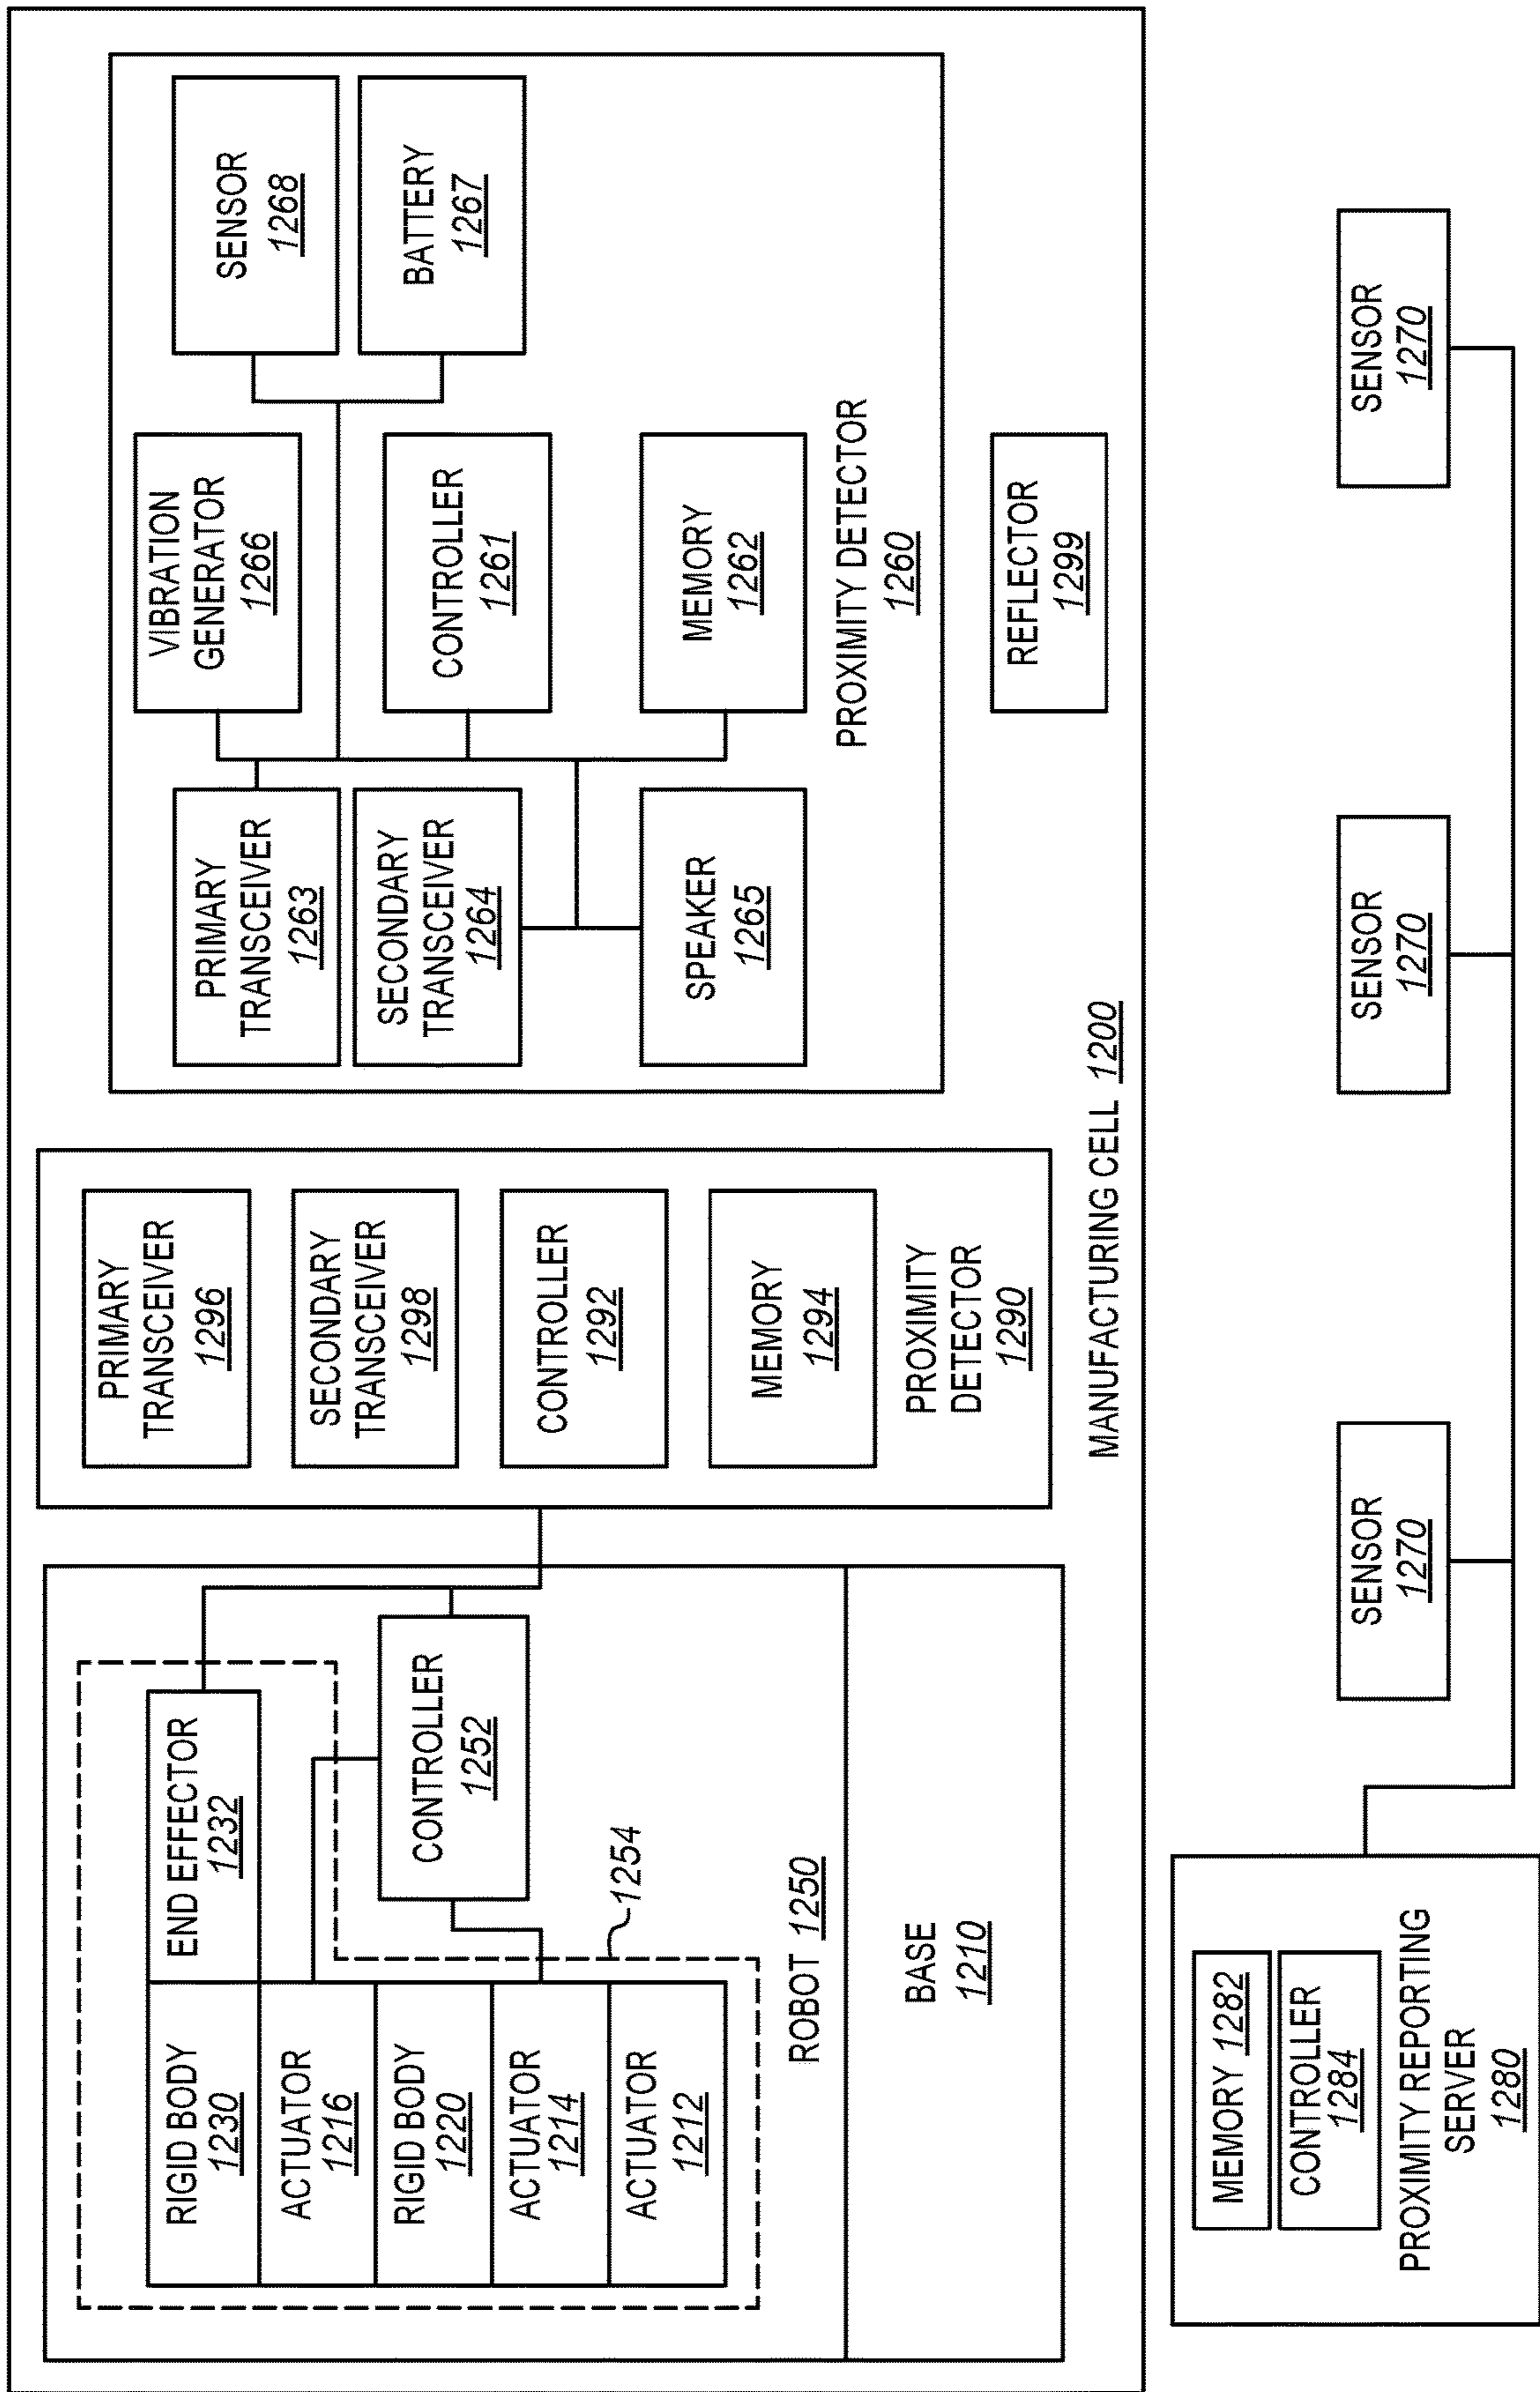 RIGID BODY
1230
END EFFECTOR
1232
ACTUATOR
1216
RIGID BODY
1220
ACTUATOR
1214
ACTUATOR
1212
CONTROLLER
1252
1254
ROBOT 1250
BASE
1210
PRIMARY
TRANSCEIVER
1296
SECONDARY
TRANSCEIVER
1298
CONTROLLER
1292
MEMORY
1294
PROXIMITY
DETECTOR
1290
PRIMARY
TRANSCEIVER
1263
SECONDARY
TRANSCEIVER
1264
SPEAKER
1265
VIBRATION
GENERATOR
1266
CONTROLLER
1261
MEMORY
1262
SENSOR
1268
BATTERY
1267
PROXIMITY DETECTOR
1260
REFLECTOR
1299
MANUFACTURING CELL 1200
MEMORY 1282
CONTROLLER
1284
PROXIMITY REPORTING
SERVER
1280
SENSOR
1270
SENSOR
1270
SENSOR
1270